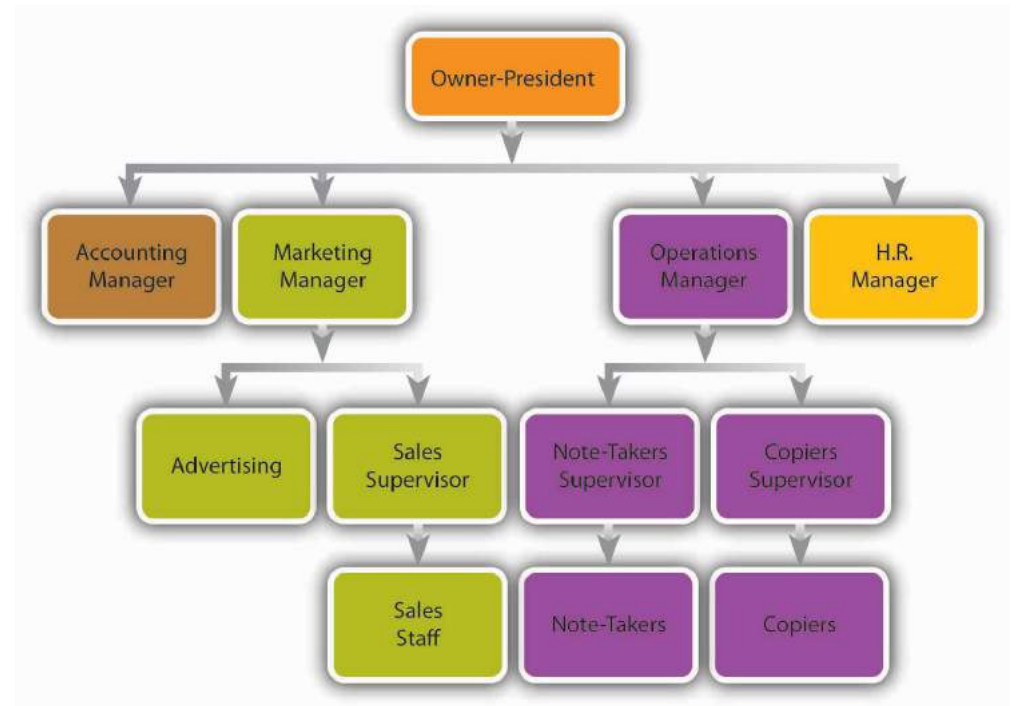 Owner-President
Accounting
Manager
Marketing
Manager
Operations
Manager
H.R.
Manager
Advertising
Sales
Supervisor
Note-Takers
Supervisor
Copiers
Supervisor
Sales
Staff
Note-Takers
Copiers